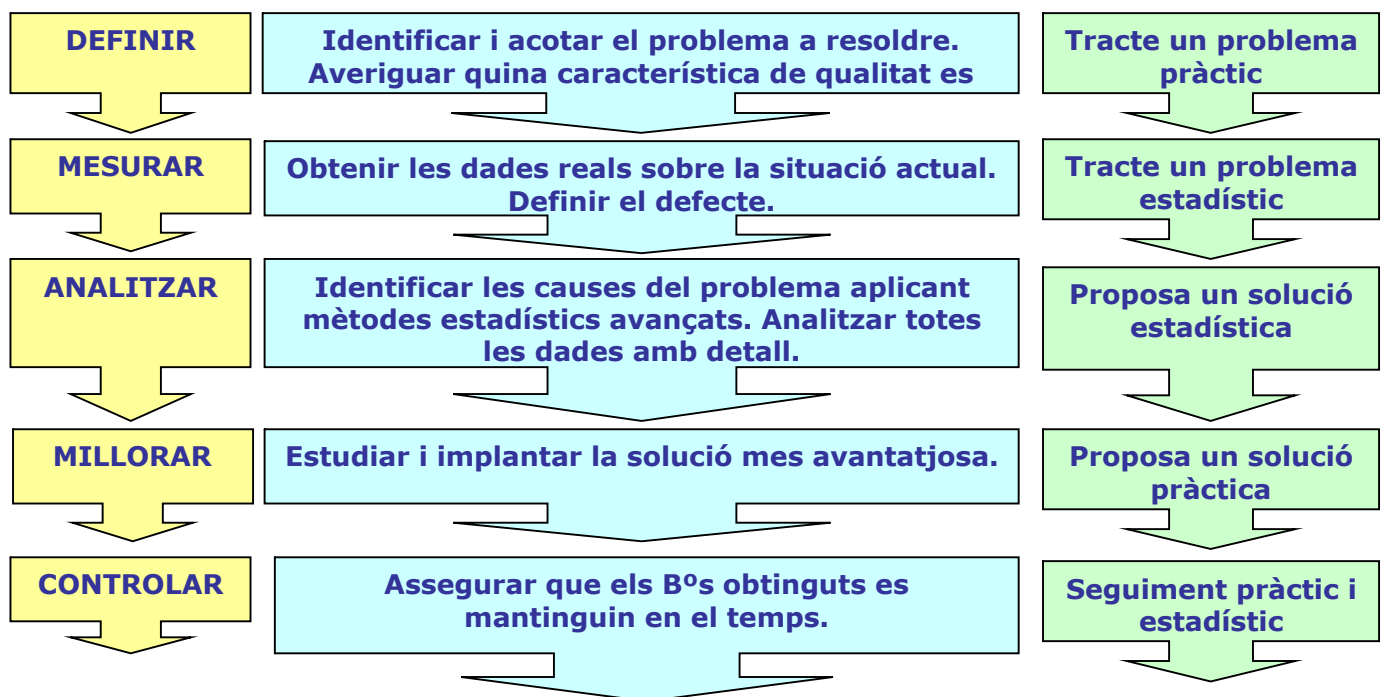 DEFINIR
Identificar i acotar el problema a resoldre.
Averiguar quina característica de qualitat es
Tracte un problema
pràctic
MESURAR
Obtenir les dades reals sobre la situació actual.
Definir el defecte.
Tracte un problema
estadístic
ANALITZAR
Identificar les causes del problema aplicant
mètodes estadístics avançats. Analitzar totes
les dades amb detall.
Proposa un solució
estadística
MILLORAR
Estudiar i implantar la solució mes avantatjosa.
Proposa un solució
pràctica
CONTROLAR
Assegurar que els Bºs obtinguts es
mantinguin en el temps.
Seguiment pràctic i
estadístic